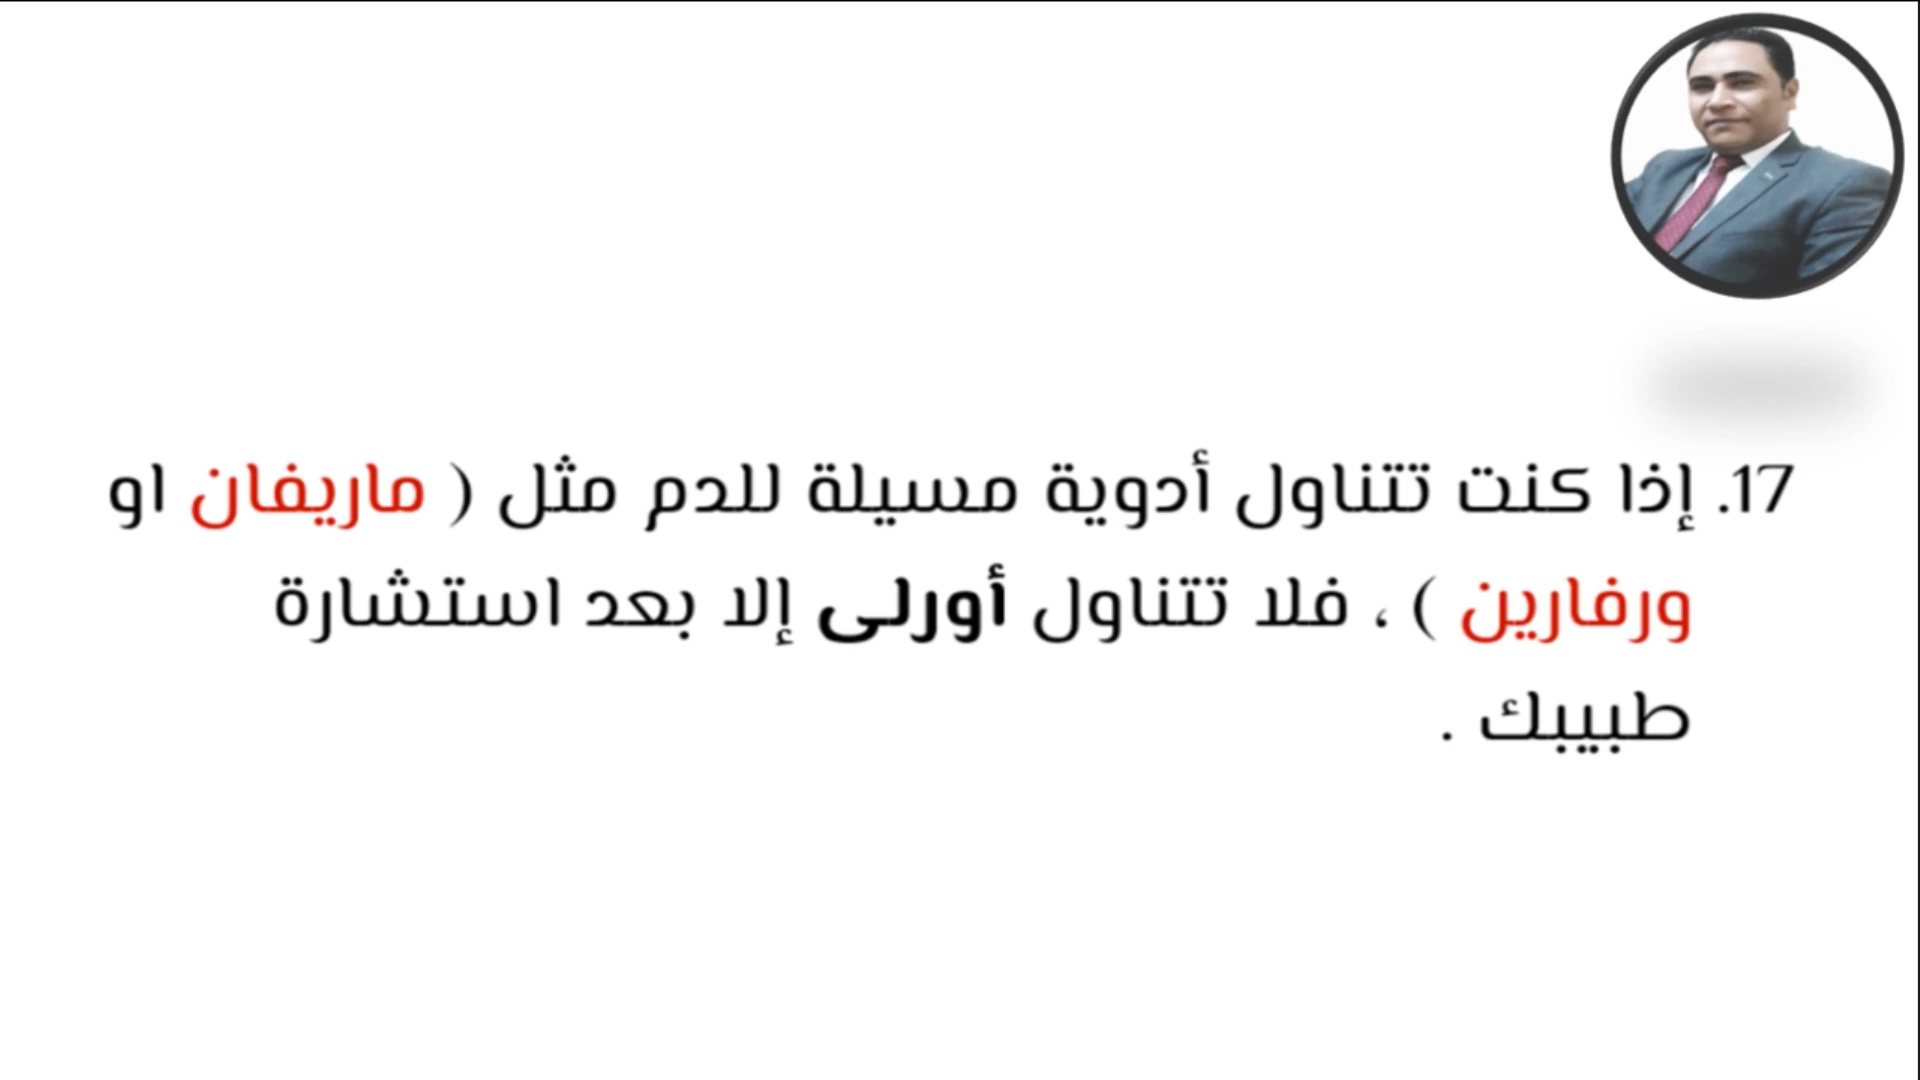 17. إذا كنت تتناول أدوية مسيلة للدم مثل ( ماريفان او
ورفارين ) ، فلا تتناول أورلى إلا بعد استشارة
طبيبك .